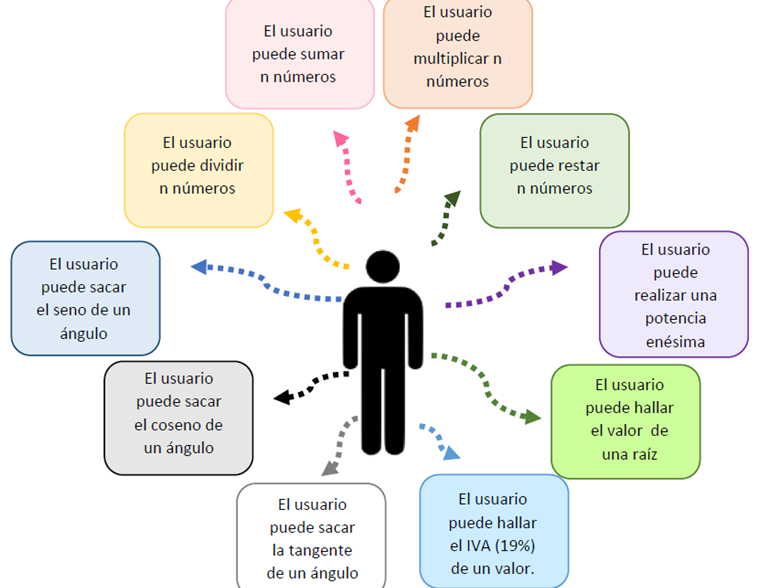 El usuario
puede sumar
n números
El usuario
puede
multiplicar n
números
El usuario
puede dividir
n números
El usuario
puede restar
n números
El usuario
puede sacar
el seno de un
ángulo
El usuario
puede
realizar una
potencia
enésima
El usuario
puede sacar
el coseno de
un ángulo
El usuario
puede hallar
el valor de
una raíz
El usuario
puede sacar
la tangente
de un ángulo
El usuario
puede hallar
el IVA (19%)
de un valor.